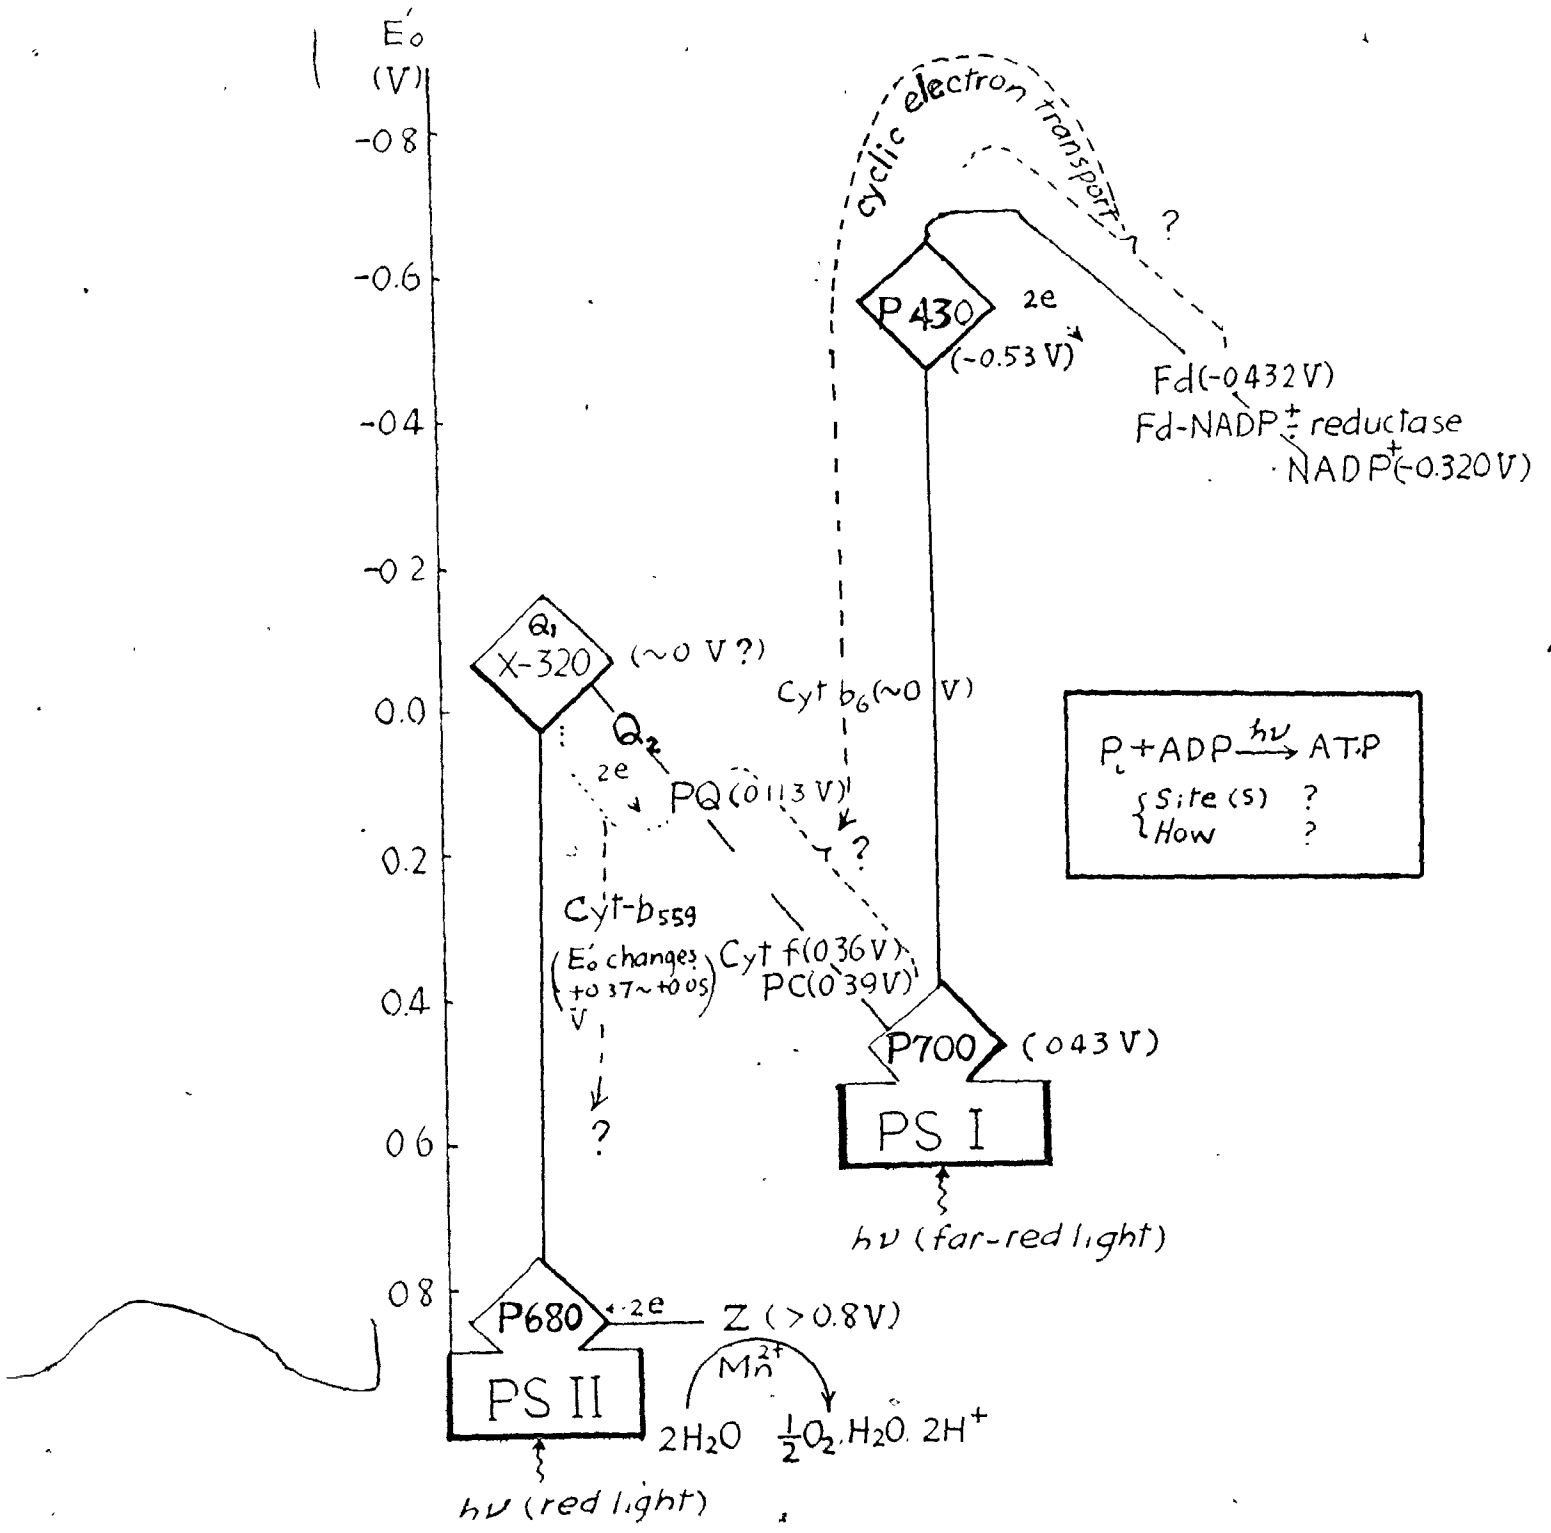 E'₀
(V)
-0.8
-0.6
-0.4
-0.2
0.0
0.2
0.4
0.6
0.8
cyclic electron transport
?
P430
2e
(-0.53 V)
Fd(-0.432V)
Fd-NADP⁺ reductase
NADP⁺(-0.320V)
Q₁
X-320
(~0 V?)
Cyt b₆(~0 V)
Q₂
2e
PQ(0.113 V)
?
Pᵢ+ADP hν→ ATP
{ Site(s) ?
How ?
Cyt-b₅₅₉
(E'₀ changes
+0.37~+0.05)
V
?
Cyt f(0.36V)
PC(0.39V)
P700
(0.43 V)
PS I
hν (far-red light)
P680
2e
Z (>0.8V)
Mn²⁺
PS II
2H₂O ½O₂.H₂O. 2H⁺
hν (red light)